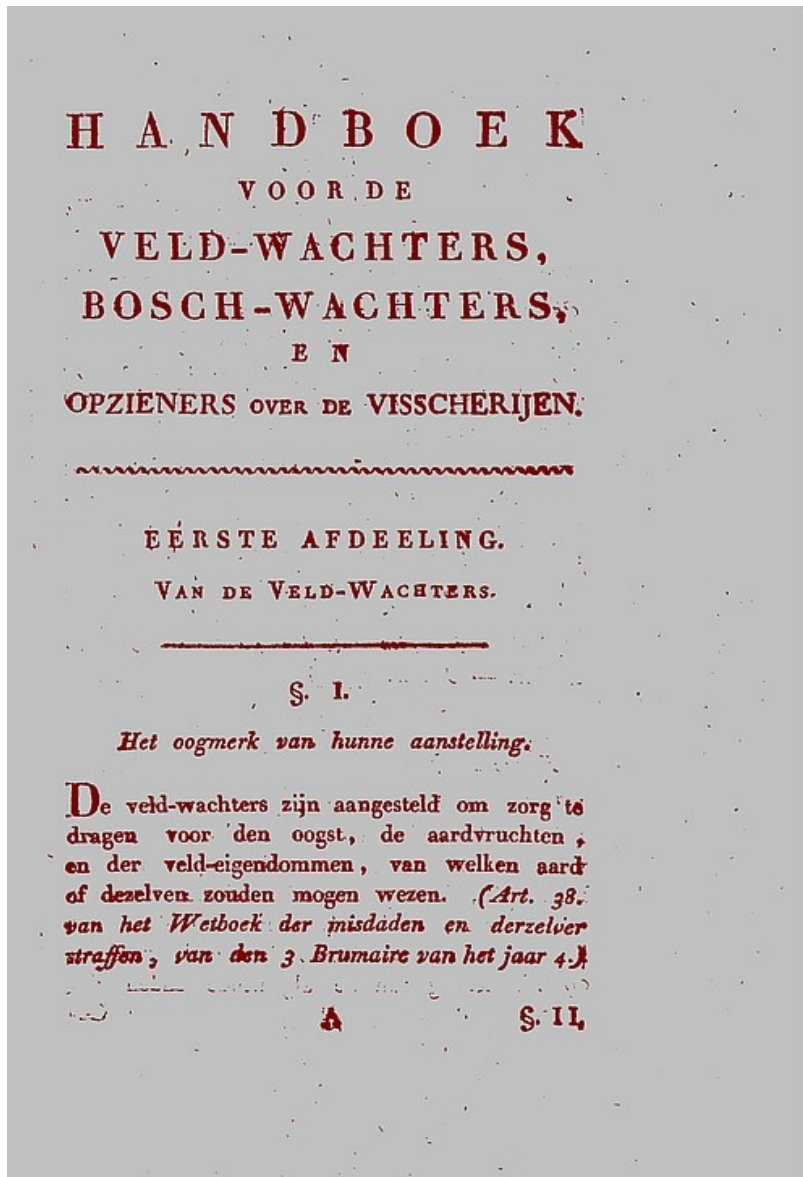 HANDBOEK
VOOR DE
VELD-WACHTERS,
BOSCH-WACHTERS,
EN
OPZIENERS OVER DE VISSCHERIJEN.
EERSTE AFDEELING.
VAN DE VELD-WACHTERS.
§. I.
Het oogmerk van hunne aanstelling.
De veld-wachters zijn aangesteld om zorg te
dragen voor den oogst, de aardvruchten,
en der veld-eigendommen, van welken aard
of dezelven zouden mogen wezen. (Art. 38.
van het Wetboek der misdaden en derzelver
straffen, van den 3 Brumaire van het jaar 4.)
A §. II,